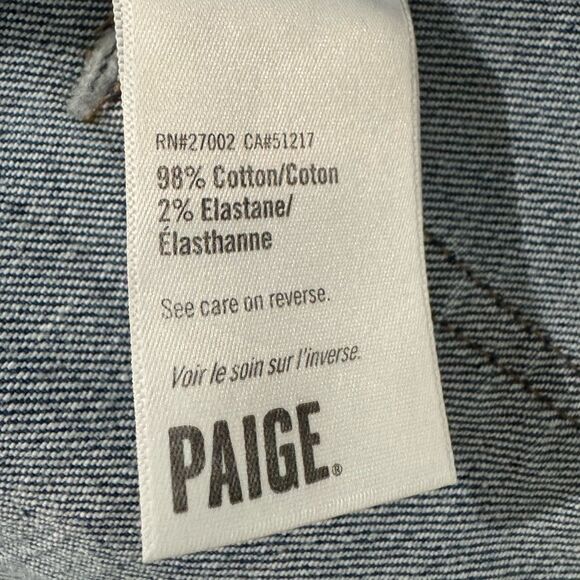 RN#27002 CA#51217
98% Cotton/Coton
2% Elastane/
Élasthanne
See care on reverse.
Voir le soin sur l'inverse.
PAIGE®